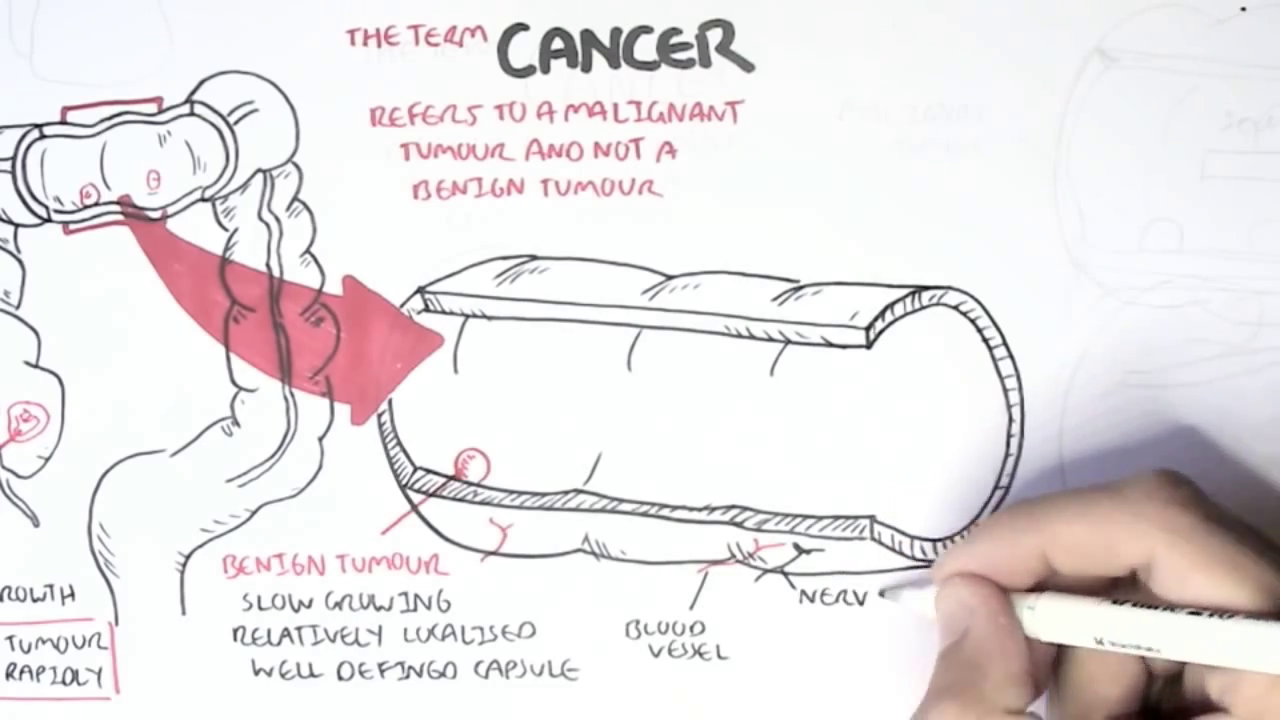 THE TERM CANCER
REFERS TO A MALIGNANT
TUMOUR AND NOT A
BENIGN TUMOUR
BENIGN TUMOUR
SLOW GROWING
RELATIVELY LOCALISED
WELL DEFINED CAPSULE
BLOOD
VESSEL
NERV
ROWTH
TUMOUR
RAPIDLY